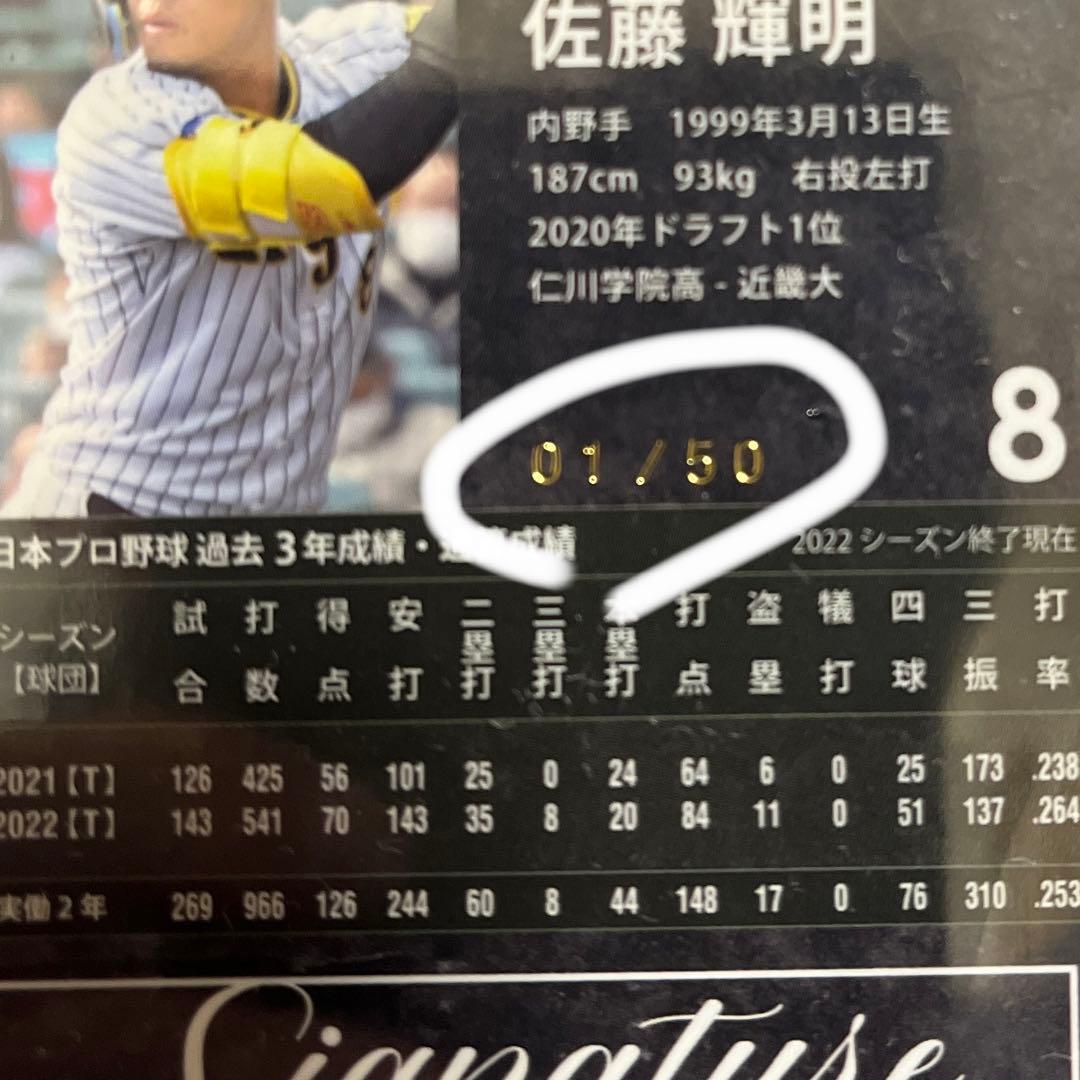 佐藤 輝明
内野手 1999年3月13日生
187cm 93kg 右投左打
2020年ドラフト1位
仁川学院高 - 近畿大
8
01/50
日本プロ野球 過去3年成績・ 成績 2022 シーズン終了現在
シーズン【球団】 試合 打数 得点 安打 二塁打 三塁打 本塁打 打点 盗塁 犠打 四球 三振 打率
2021【T】 126 425 56 101 25 0 24 64 6 0 25 173 .238
2022【T】 143 541 70 143 35 8 20 84 11 0 51 137 .264
実働2年 269 966 126 244 60 8 44 148 17 0 76 310 .253
Signature